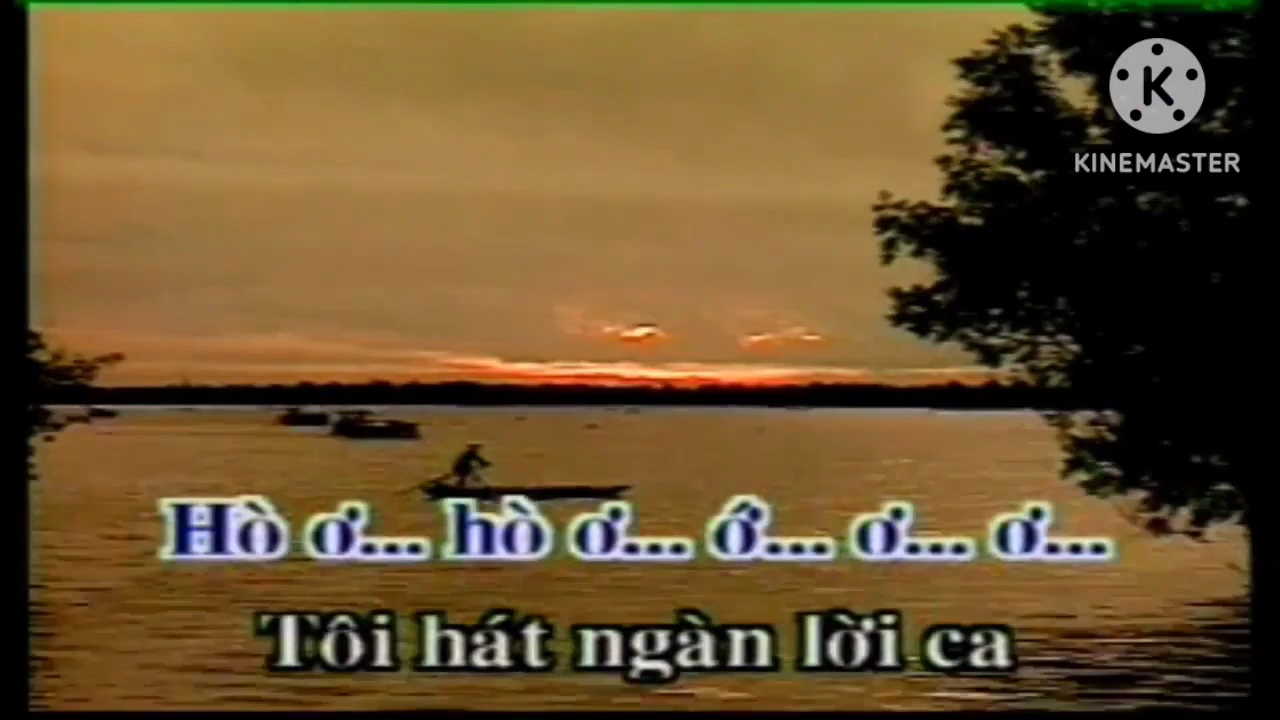 KINEMASTER
Hò ơ... hò ơ... ớ... ơ... ơ...
Tôi hát ngàn lời ca